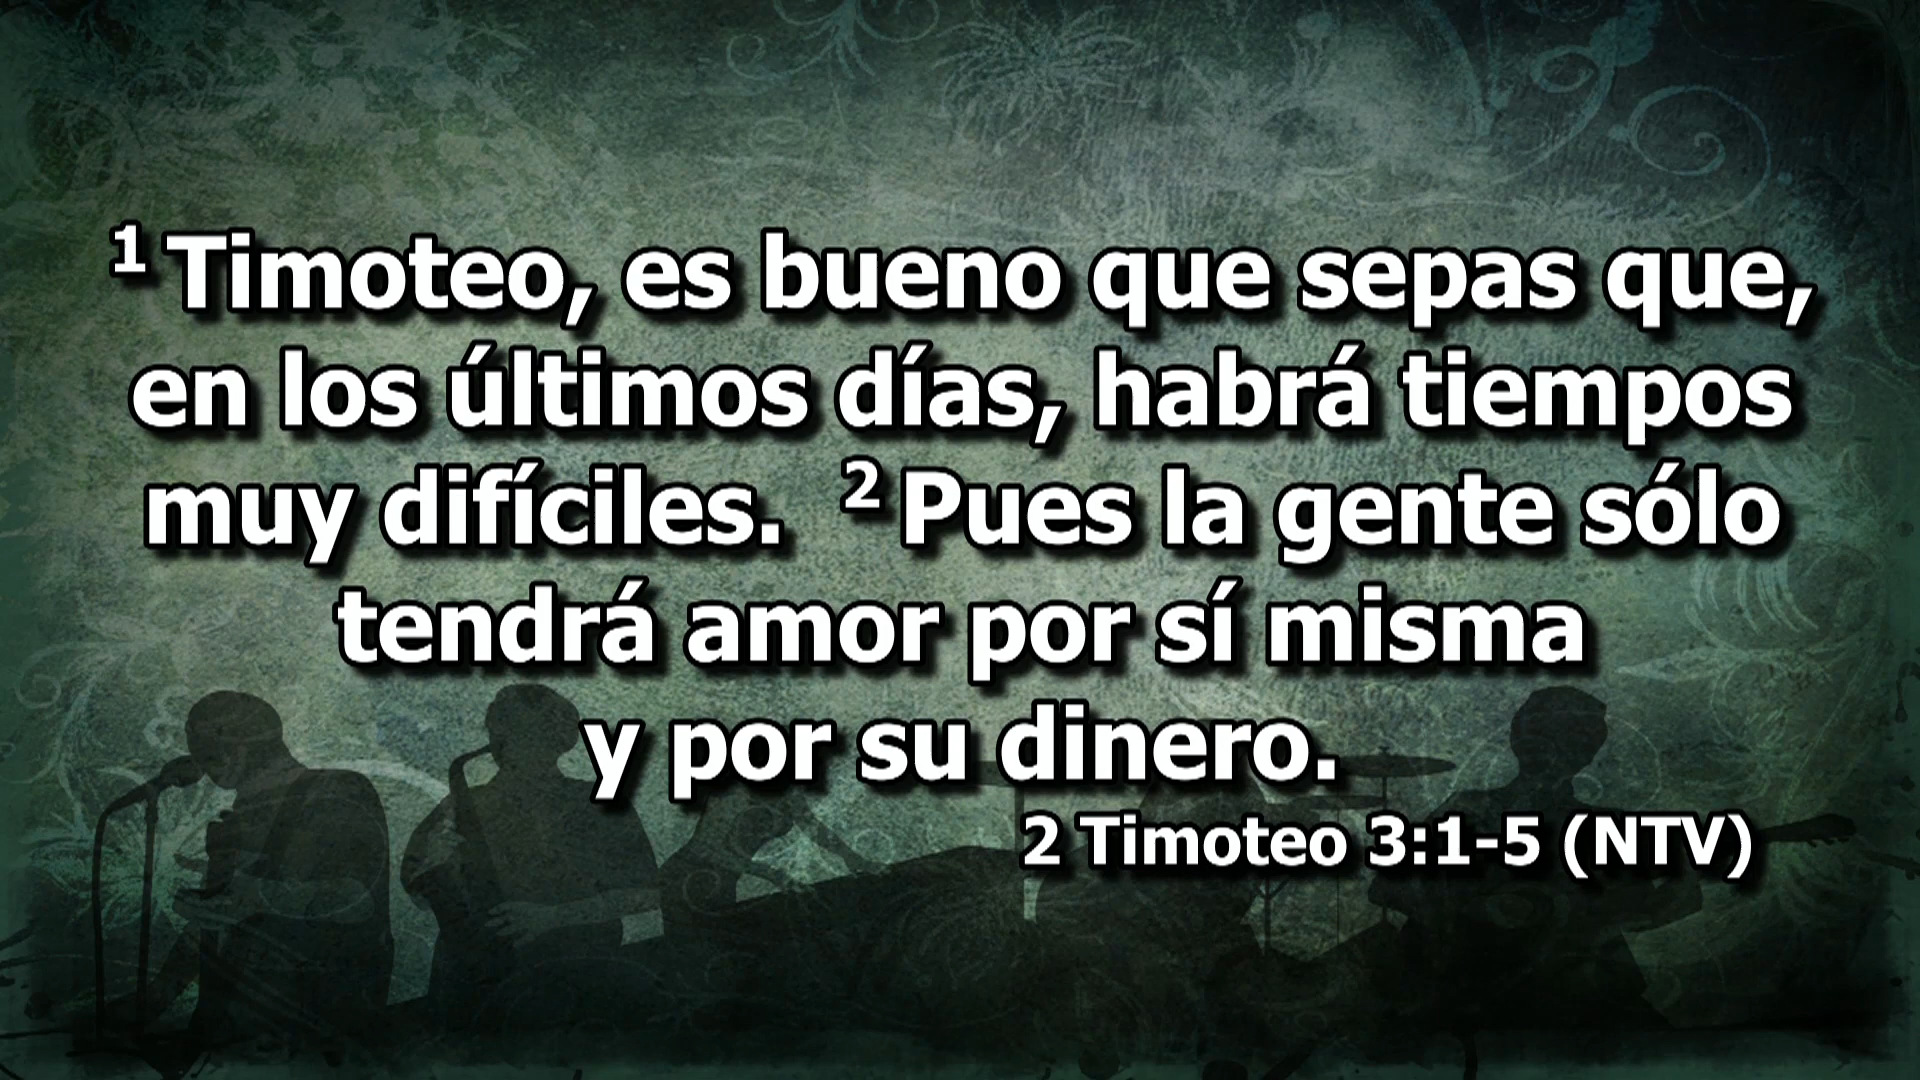 1 Timoteo, es bueno que sepas que,
en los últimos días, habrá tiempos
muy difíciles. 2 Pues la gente sólo
tendrá amor por sí misma
y por su dinero.
2 Timoteo 3:1-5 (NTV)